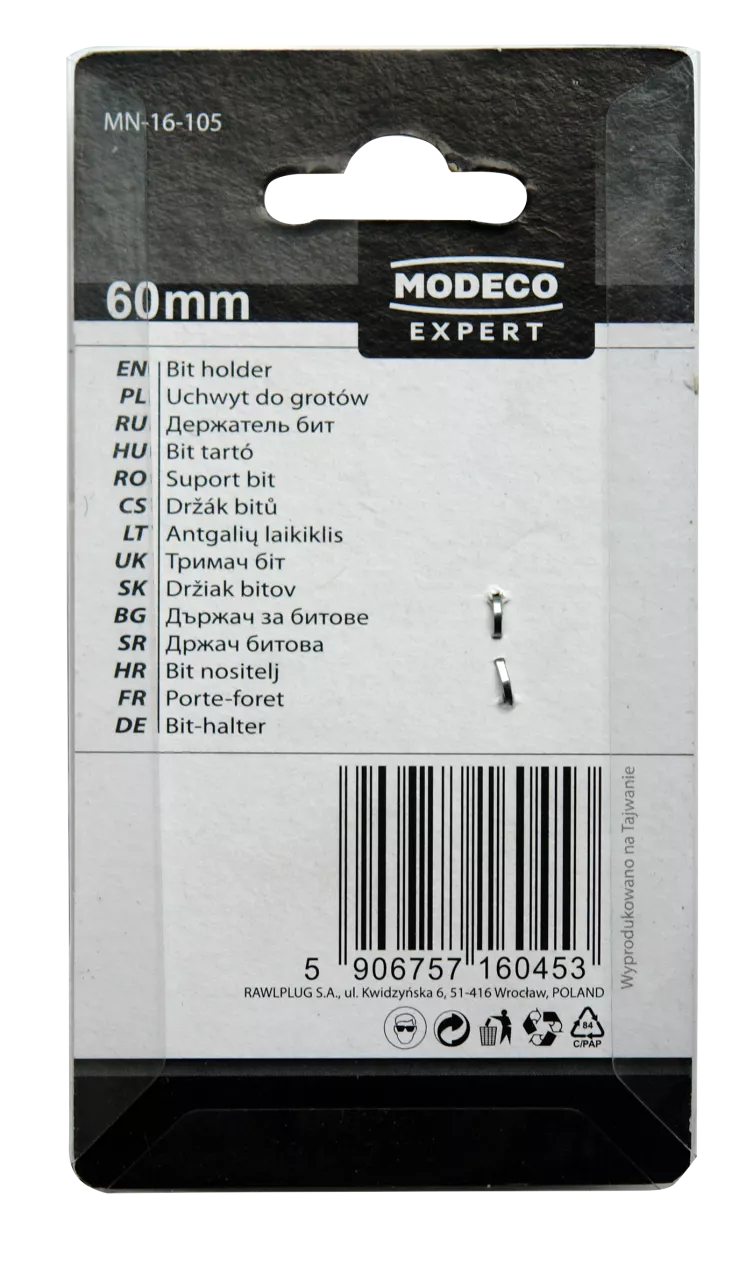 MN-16-105
60mm
MODECO
EXPERT
EN Bit holder
PL Uchwyt do grotów
RU Держатель бит
HU Bit tartó
RO Suport bit
CS Držák bitů
LT Antgalių laikiklis
UK Тримач біт
SK Držiak bitov
BG Държач за битове
SR Држач битова
HR Bit nositelj
FR Porte-foret
DE Bit-halter
Wyprodukowano na Tajwanie
5 906757 160453
RAWLPLUG S.A., ul. Kwidzyńska 6, 51-416 Wrocław, POLAND
84
C/PAP